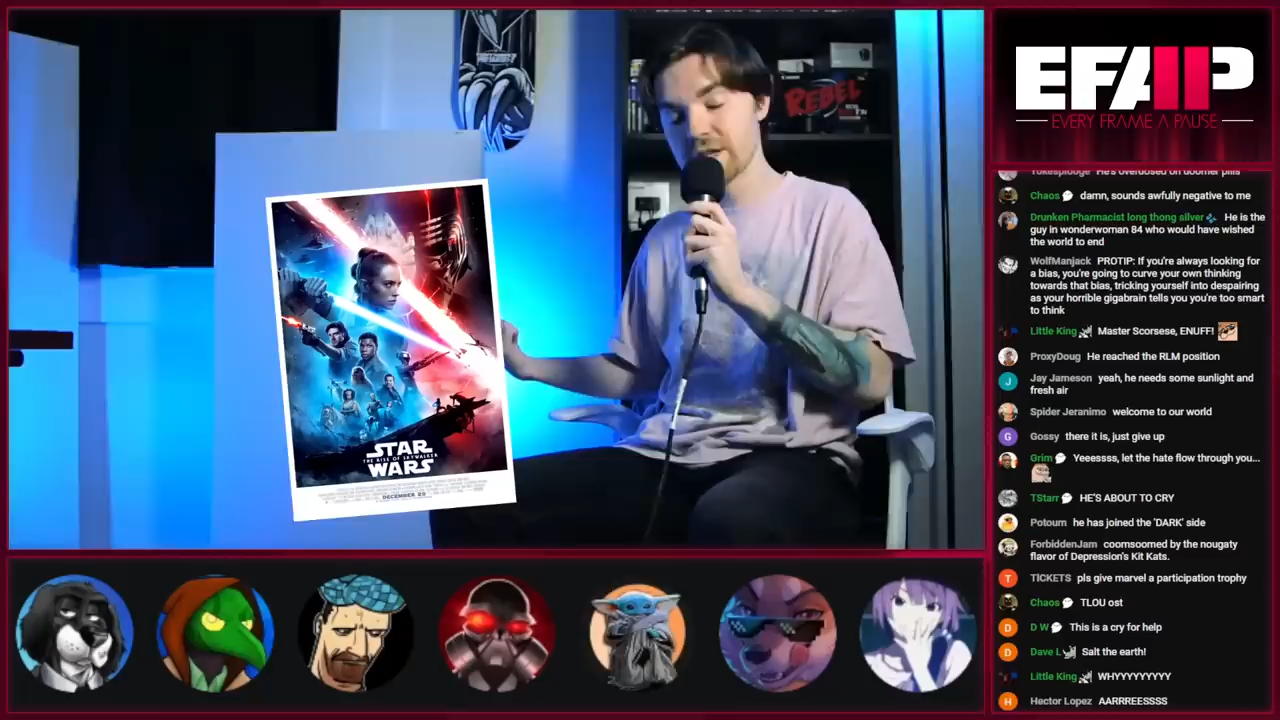 REBEL
STAR
THE RISE OF SKYWALKER
WARS
DECEMBER 20
EFAP
EVERY FRAME A PAUSE
Yokesplooge He's overdosed on doomer pills
Chaos damn, sounds awfully negative to me
Drunken Pharmacist long thong silver He is the
guy in wonderwoman 84 who would have wished
the world to end
WolfManjack PROTIP: If you're always looking for
a bias, you're going to curve your own thinking
towards that bias, tricking yourself into despairing
as your horrible gigabrain tells you you're too smart
to think
Little King Master Scorsese, ENUFF!
ProxyDoug He reached the RLM position
Jay Jameson yeah, he needs some sunlight and
fresh air
Spider Jeranimo welcome to our world
Gossy there it is, just give up
Grim Yeeessss, let the hate flow through you...
TStarr HE'S ABOUT TO CRY
Potoum he has joined the 'DARK' side
ForbiddenJam coomsoomed by the nougaty
flavor of Depression's Kit Kats.
TICKETS pls give marvel a participation trophy
Chaos TLOU ost
D W This is a cry for help
Dave L Salt the earth!
Little King WHYYYYYYYYY
Hector Lopez AARRREESSSS